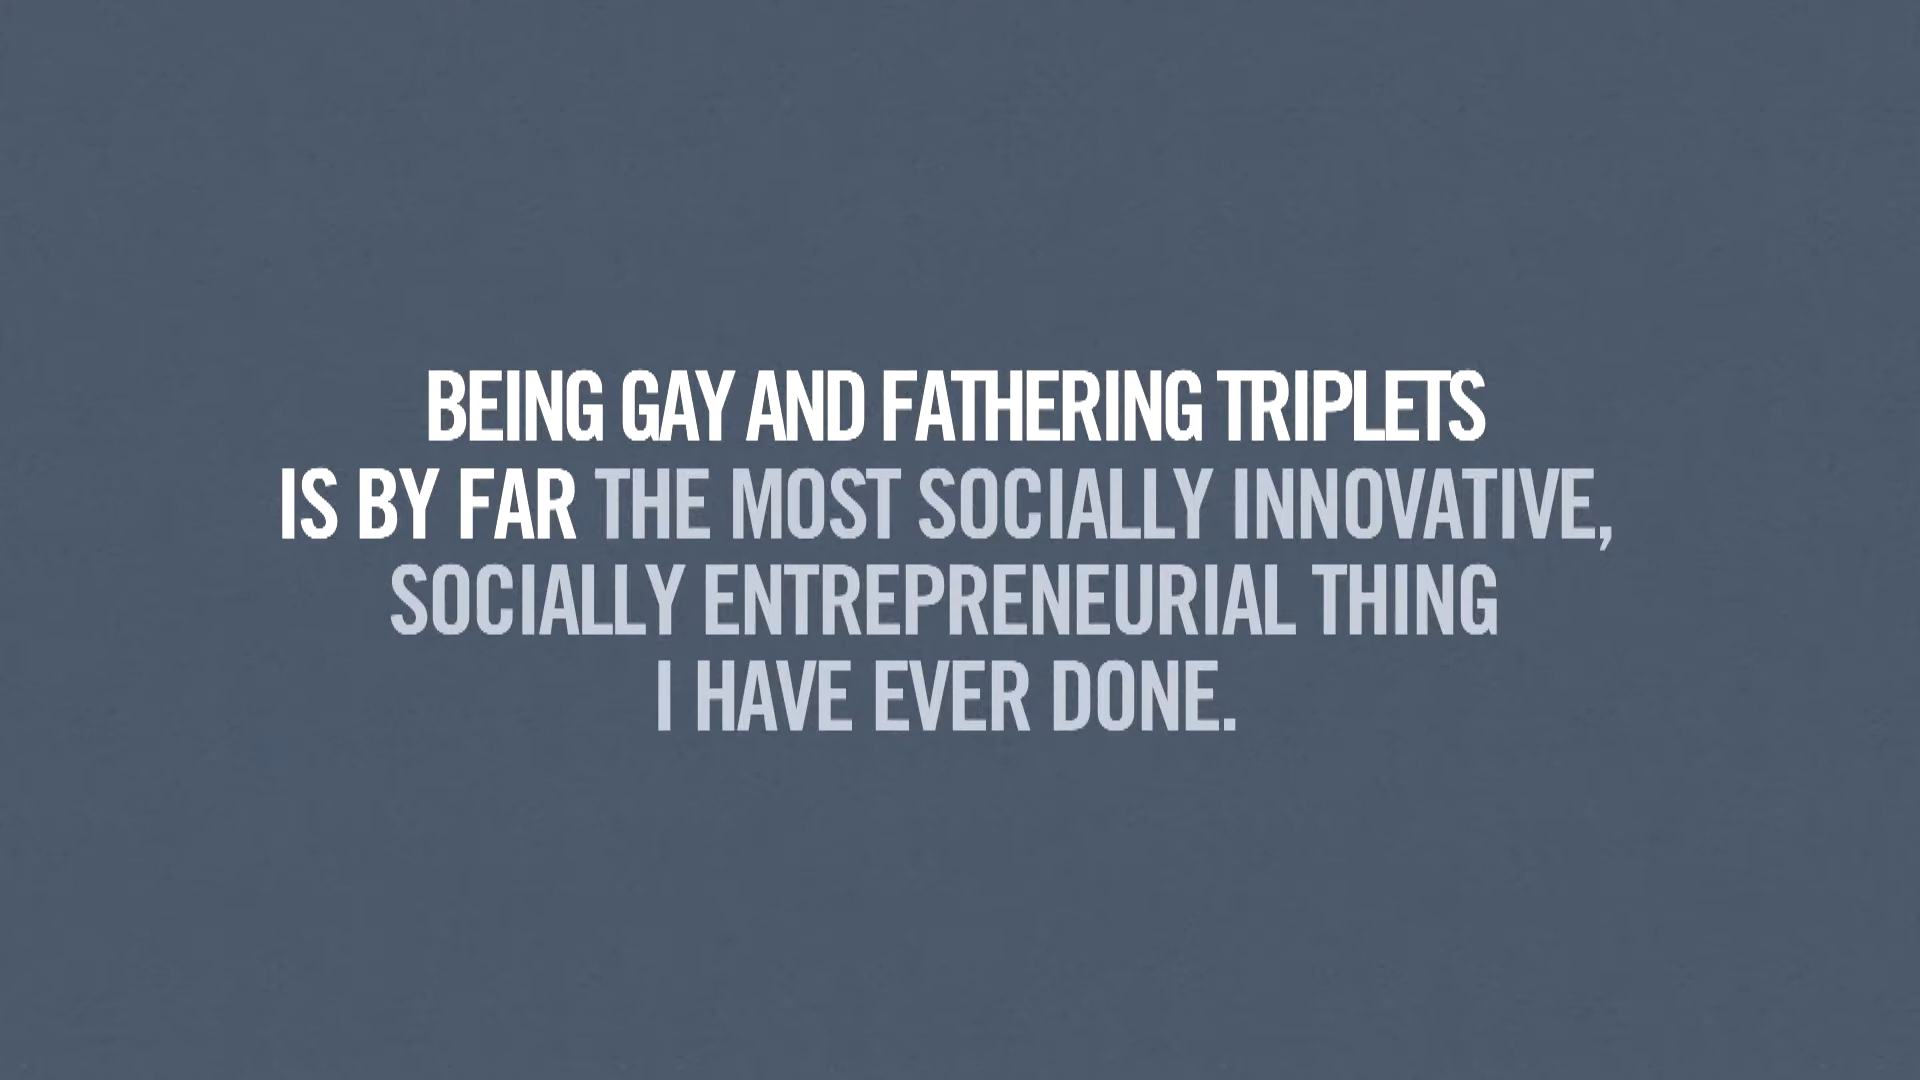 BEING GAY AND FATHERING TRIPLETS
IS BY FAR THE MOST SOCIALLY INNOVATIVE,
SOCIALLY ENTREPRENEURIAL THING
I HAVE EVER DONE.